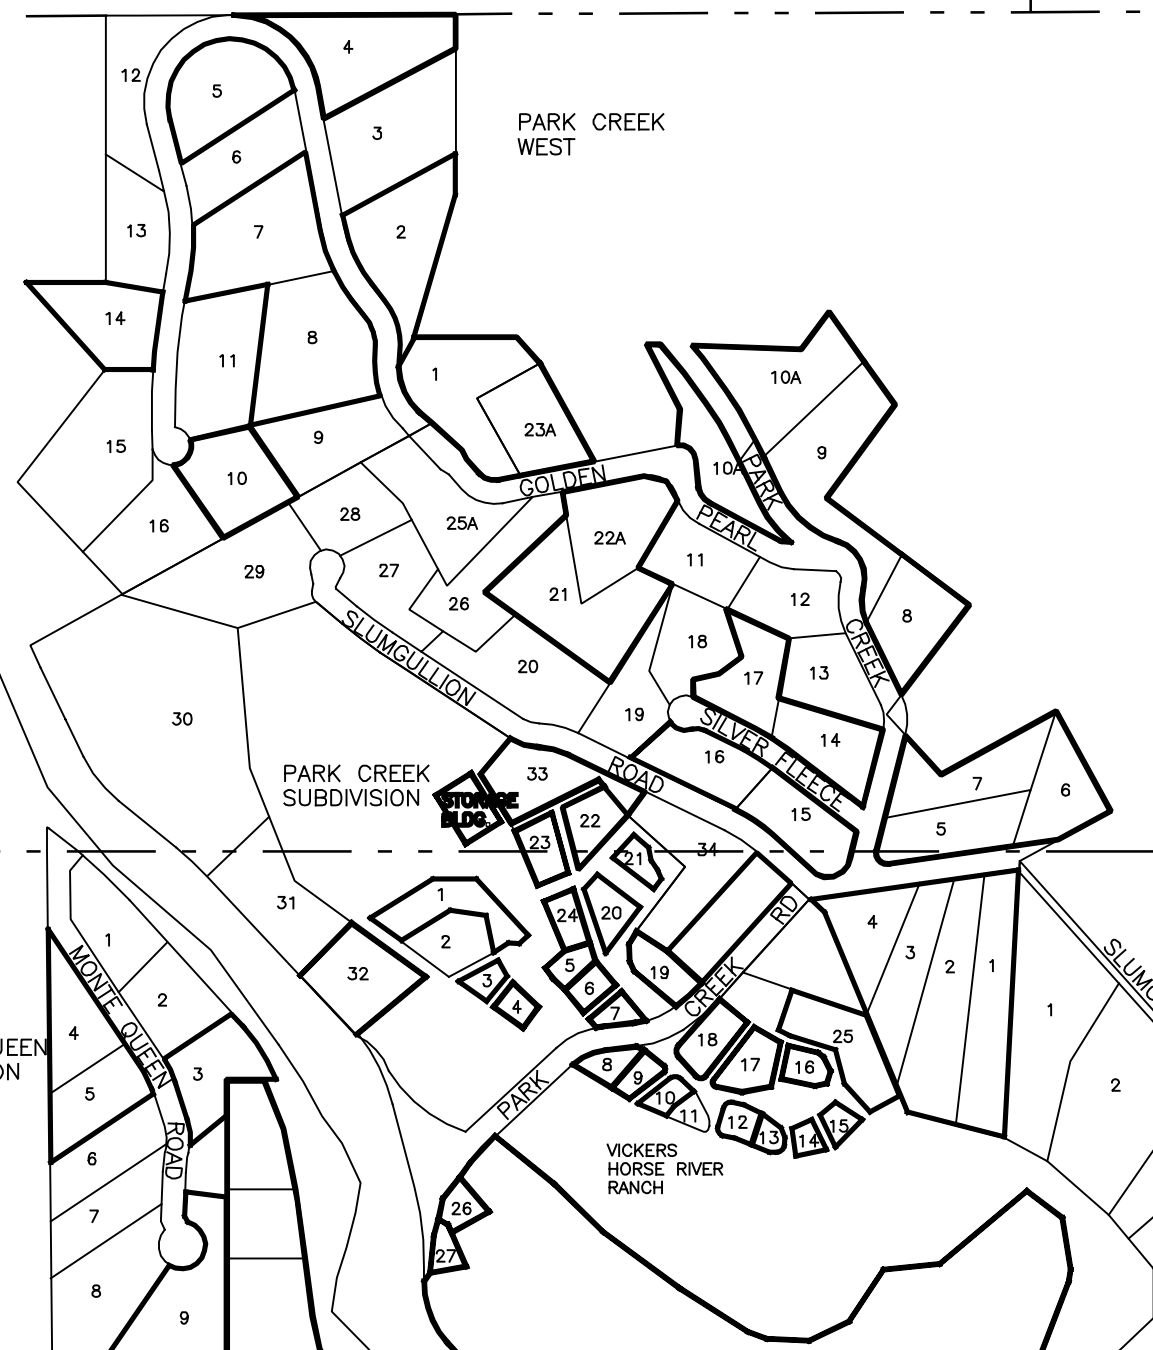 4
12
5
PARK CREEK
WEST
3
6
13
7
2
14
8
11
1
10A
23A
9
15
9
10A
10
GOLDEN
PARK
28
25A
16
PEARL
22A
11
29
27
21
12
26
8
SLUMGULLION
18
CREEK
20
17
13
30
19
SILVER FLEECE
14
16
PARK CREEK
SUBDIVISION
33
ROAD
7
6
STORAGE
BLDG.
15
22
5
23
34
21
1
31
RD
20
24
4
1
2
3
2
1
SLUMG
MONTE QUEEN
ROAD
5
32
19
3
6
CREEK
2
4
7
1
4
18
25
UEEN
ON
17
16
8
3
9
2
5
PARK
10
11
12
15
13
14
6
VICKERS
HORSE RIVER
RANCH
7
26
27
8
9